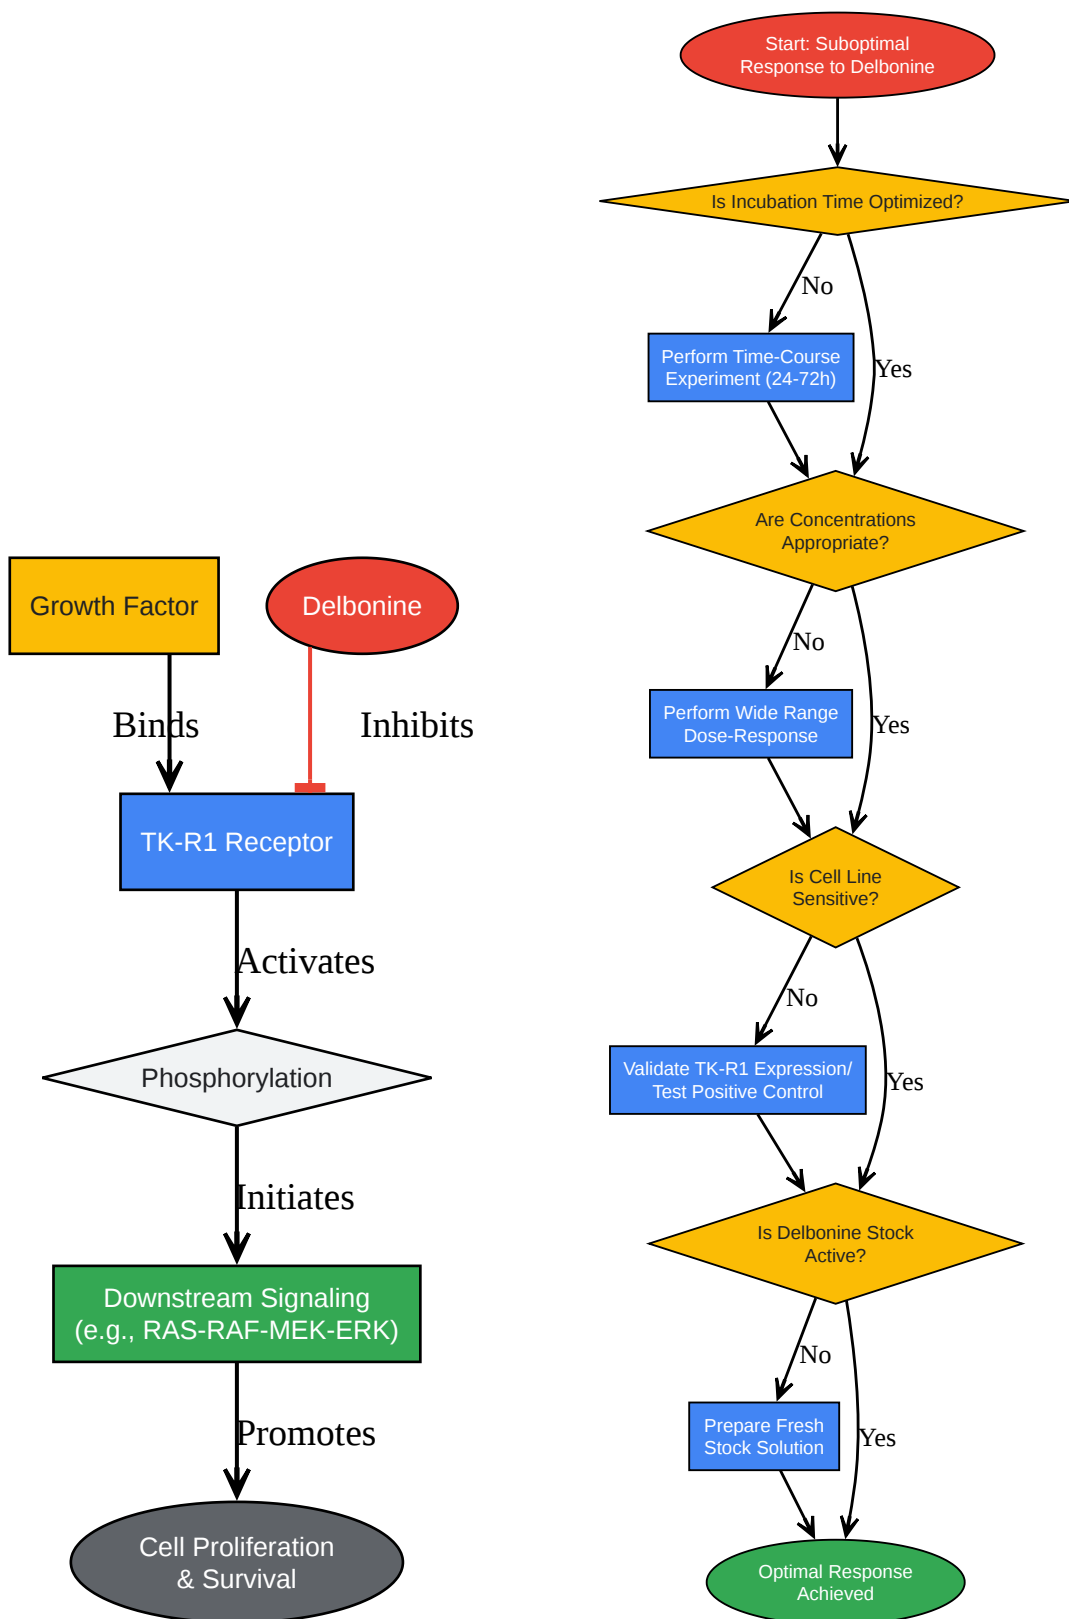 Growth Factor
Delbonine
Binds
Inhibits
TK-R1 Receptor
Activates
Phosphorylation
Initiates
Downstream Signaling
(e.g., RAS-RAF-MEK-ERK)
Promotes
Cell Proliferation
& Survival
Start: Suboptimal
Response to Delbonine
Is Incubation Time Optimized?
No
Perform Time-Course
Experiment (24-72h)
Yes
Are Concentrations
Appropriate?
No
Perform Wide Range
Dose-Response
Yes
Is Cell Line
Sensitive?
No
Validate TK-R1 Expression/
Test Positive Control
Yes
Is Delbonine Stock
Active?
No
Prepare Fresh
Stock Solution
Yes
Optimal Response
Achieved